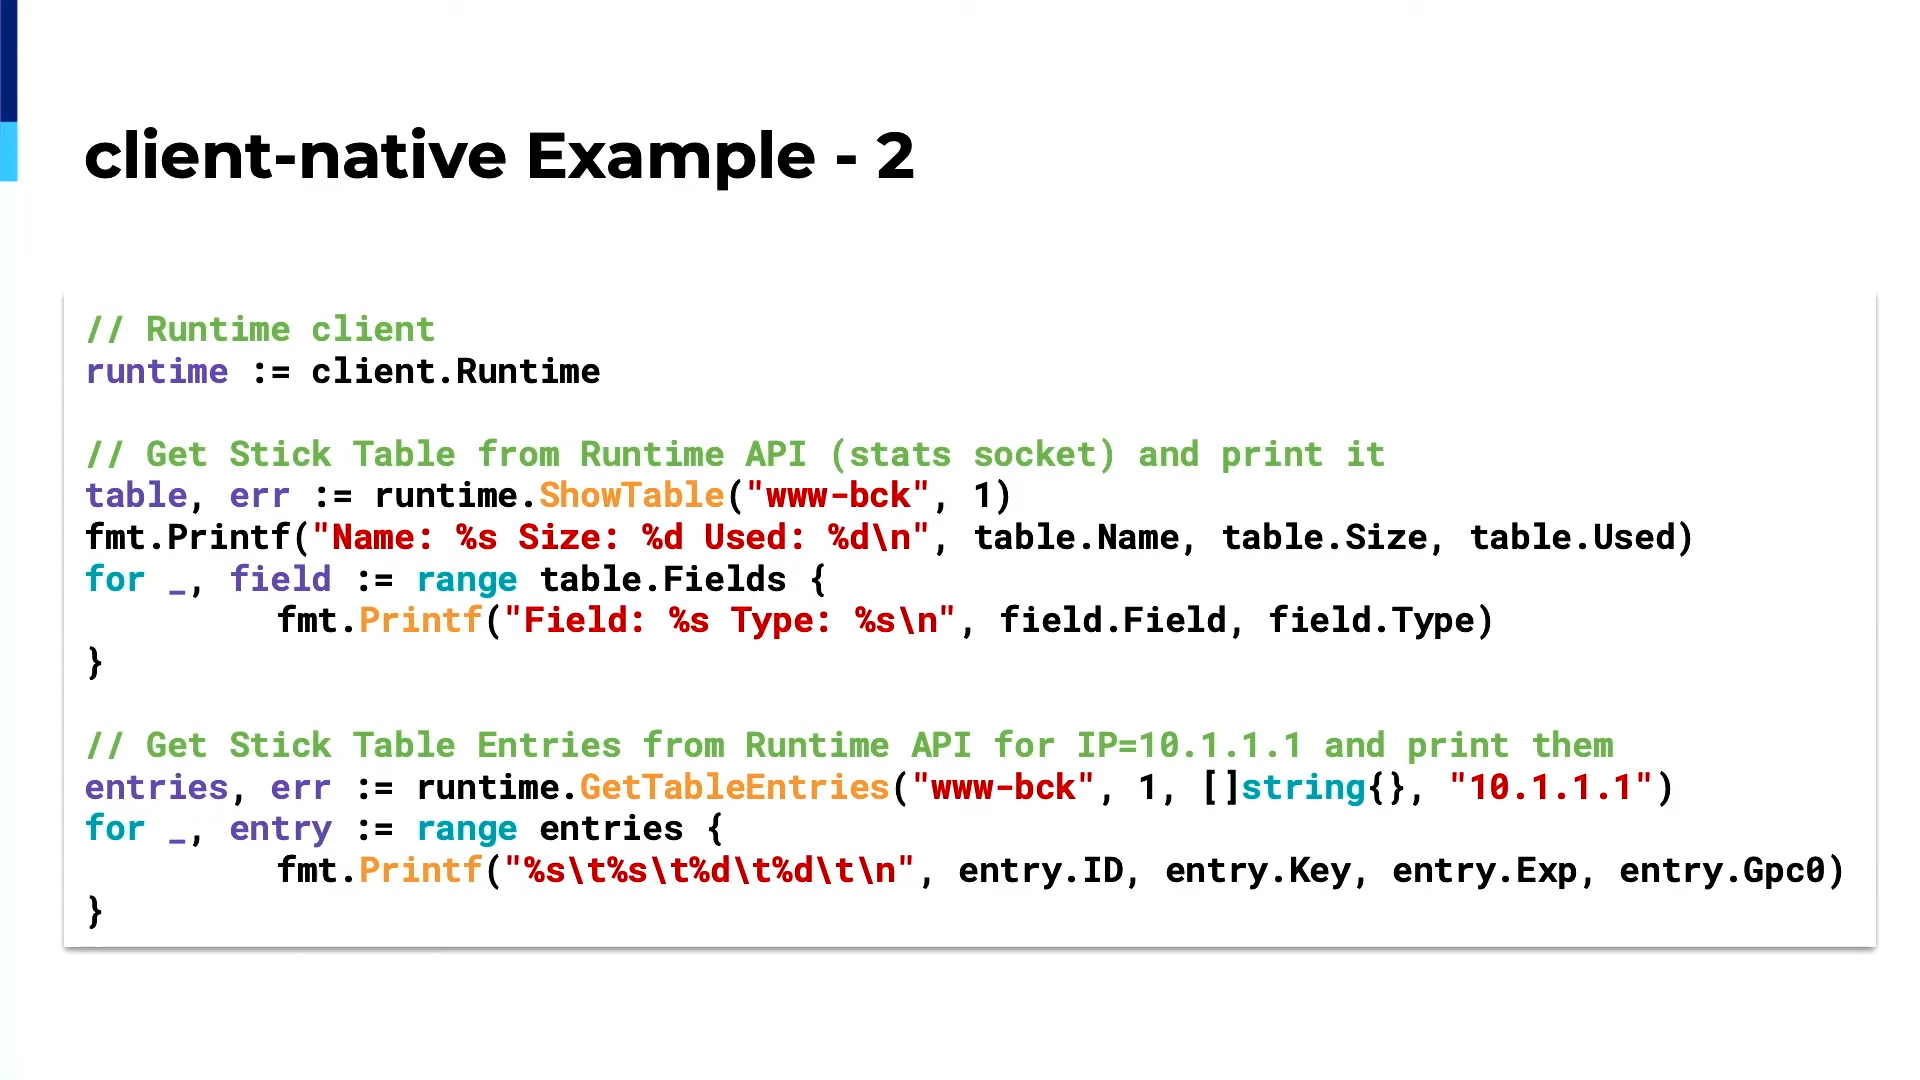 client-native Example - 2
// Runtime client
runtime := client.Runtime
// Get Stick Table from Runtime API (stats socket) and print it
table, err := runtime.ShowTable("www-bck", 1)
fmt.Printf("Name: %s Size: %d Used: %d\n", table.Name, table.Size, table.Used)
for _, field := range table.Fields {
        fmt.Printf("Field: %s Type: %s\n", field.Field, field.Type)
}
// Get Stick Table Entries from Runtime API for IP=10.1.1.1 and print them
entries, err := runtime.GetTableEntries("www-bck", 1, []string{}, "10.1.1.1")
for _, entry := range entries {
        fmt.Printf("%s\t%s\t%d\t%d\t\n", entry.ID, entry.Key, entry.Exp, entry.Gpc0)
}